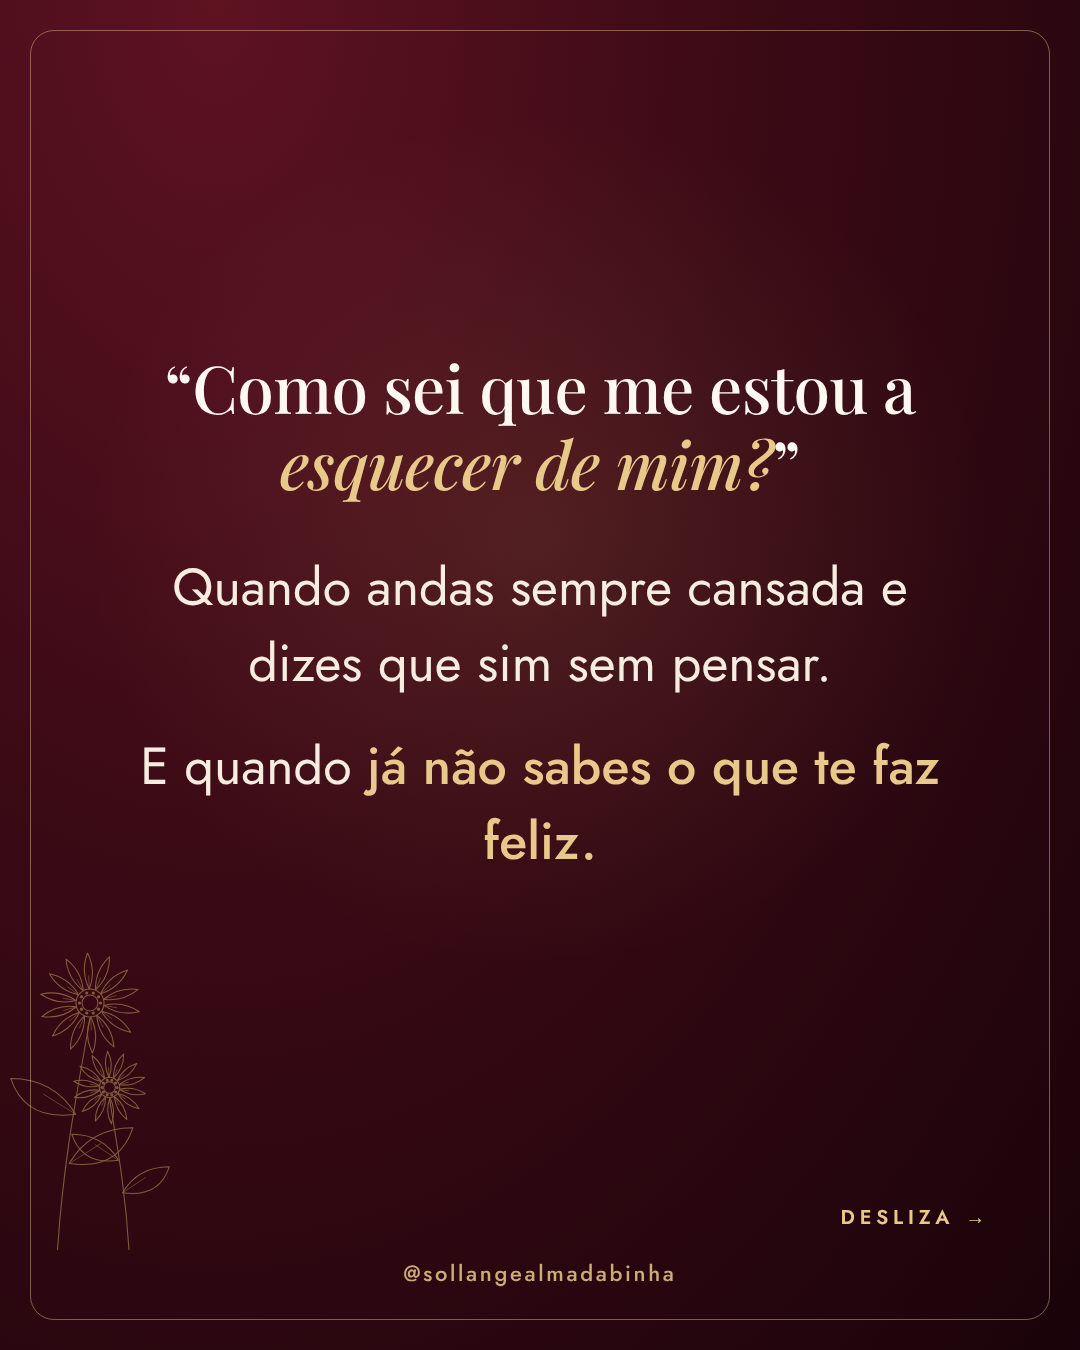 “Como sei que me estou a
esquecer de mim?”
Quando andas sempre cansada e
dizes que sim sem pensar.
E quando já não sabes o que te faz
feliz.
DESLIZA →
@sollangealmadabinha